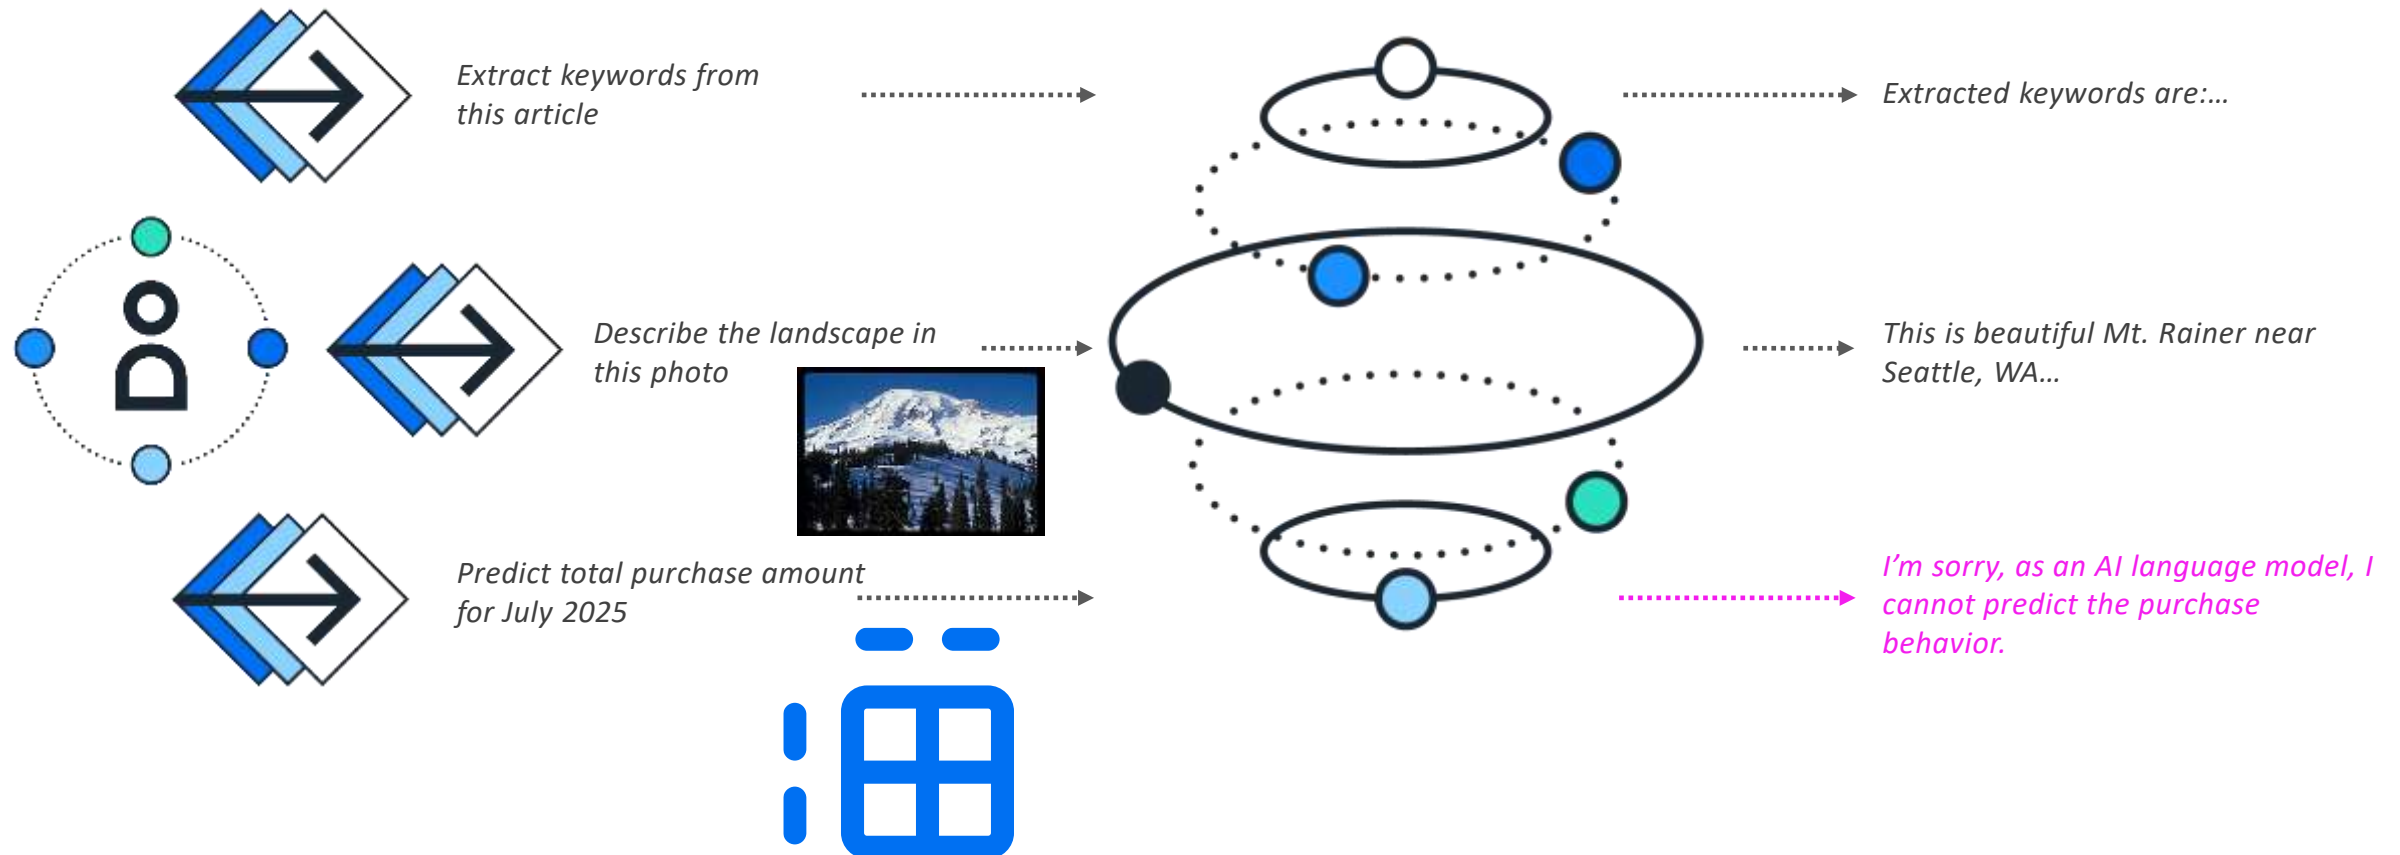 Extract keywords from
this article
Extracted keywords are:…
Describe the landscape in
this photo
This is beautiful Mt. Rainer near
Seattle, WA…
Predict total purchase amount
for July 2025
I’m sorry, as an AI language model, I
cannot predict the purchase
behavior.